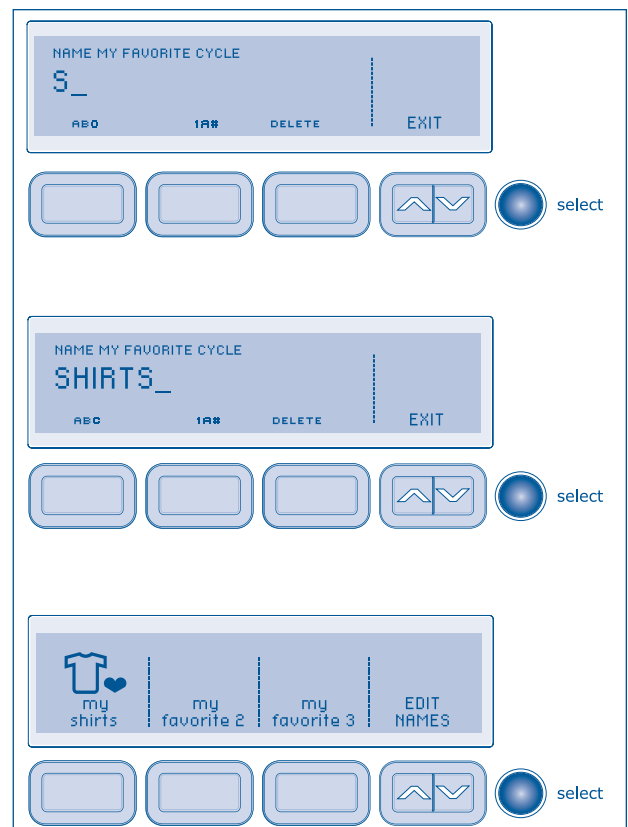 NAME MY FAVORITE CYCLE
S_
ABO 1A# DELETE EXIT
select
NAME MY FAVORITE CYCLE
SHIRTS_
ABC 1A# DELETE EXIT
select
my my my EDIT
shirts favorite 2 favorite 3 NAMES
select